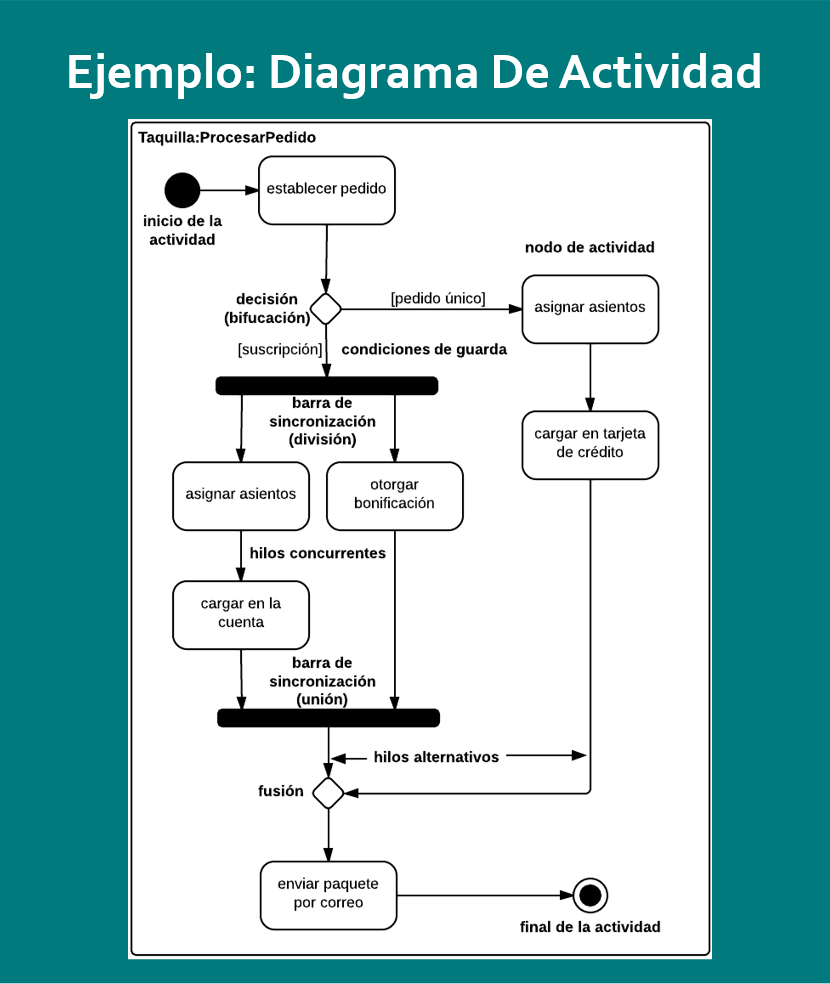 Ejemplo: Diagrama De Actividad
Taquilla:ProcesarPedido
establecer pedido
inicio de la
actividad
nodo de actividad
decisión
(bifucación)
[pedido único]
asignar asientos
[suscripción]
condiciones de guarda
barra de
sincronización
(división)
cargar en tarjeta
de crédito
asignar asientos
otorgar
bonificación
hilos concurrentes
cargar en la
cuenta
barra de
sincronización
(unión)
hilos alternativos
fusión
enviar paquete
por correo
final de la actividad